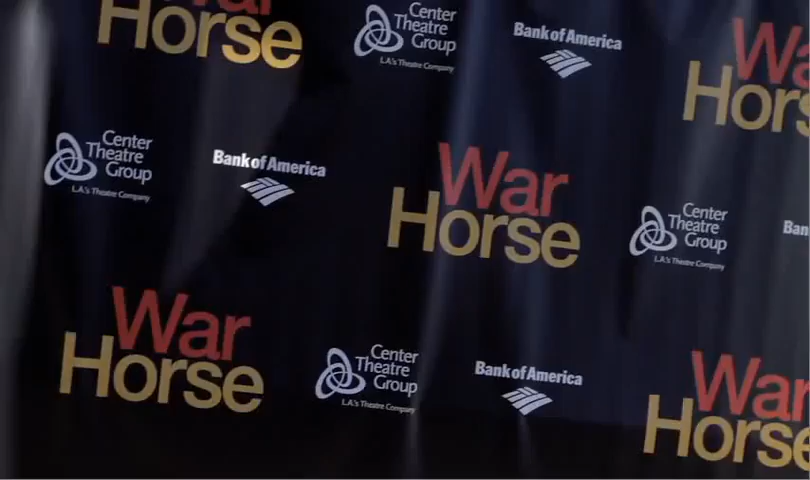 War
Horse
Center
Theatre
Group
L.A.'s Theatre Company
Bank of America
War
Horse
Center
Theatre
Group
L.A.'s Theatre Company
Bank of America
War
Horse
Center
Theatre
Group
L.A.'s Theatre Company
Ban
War
Horse
Center
Theatre
Group
L.A.'s Theatre Company
Bank of America
War
Horse